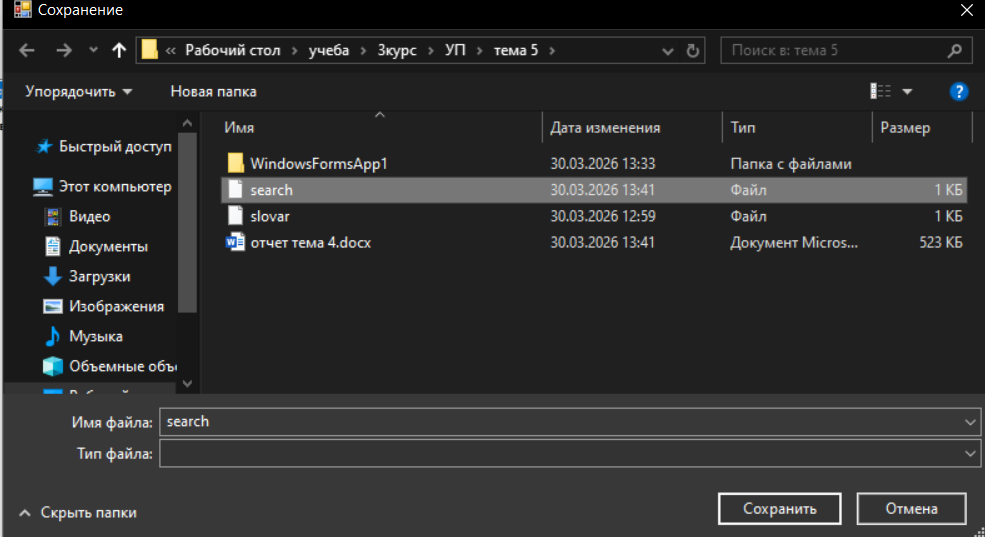 Сохранение
« Рабочий стол › учеба › 3курс › УП › тема 5 ›
Поиск в: тема 5
Упорядочить
Новая папка
Имя
Дата изменения
Тип
Размер
Быстрый доступ
Этот компьютер
Видео
Документы
Загрузки
Изображения
Музыка
Объемные объ
WindowsFormsApp1 30.03.2026 13:33 Папка с файлами
search 30.03.2026 13:41 Файл 1 КБ
slovar 30.03.2026 12:59 Файл 1 КБ
отчет тема 4.docx 30.03.2026 13:41 Документ Micros... 523 КБ
Имя файла: search
Тип файла:
Скрыть папки
Сохранить
Отмена